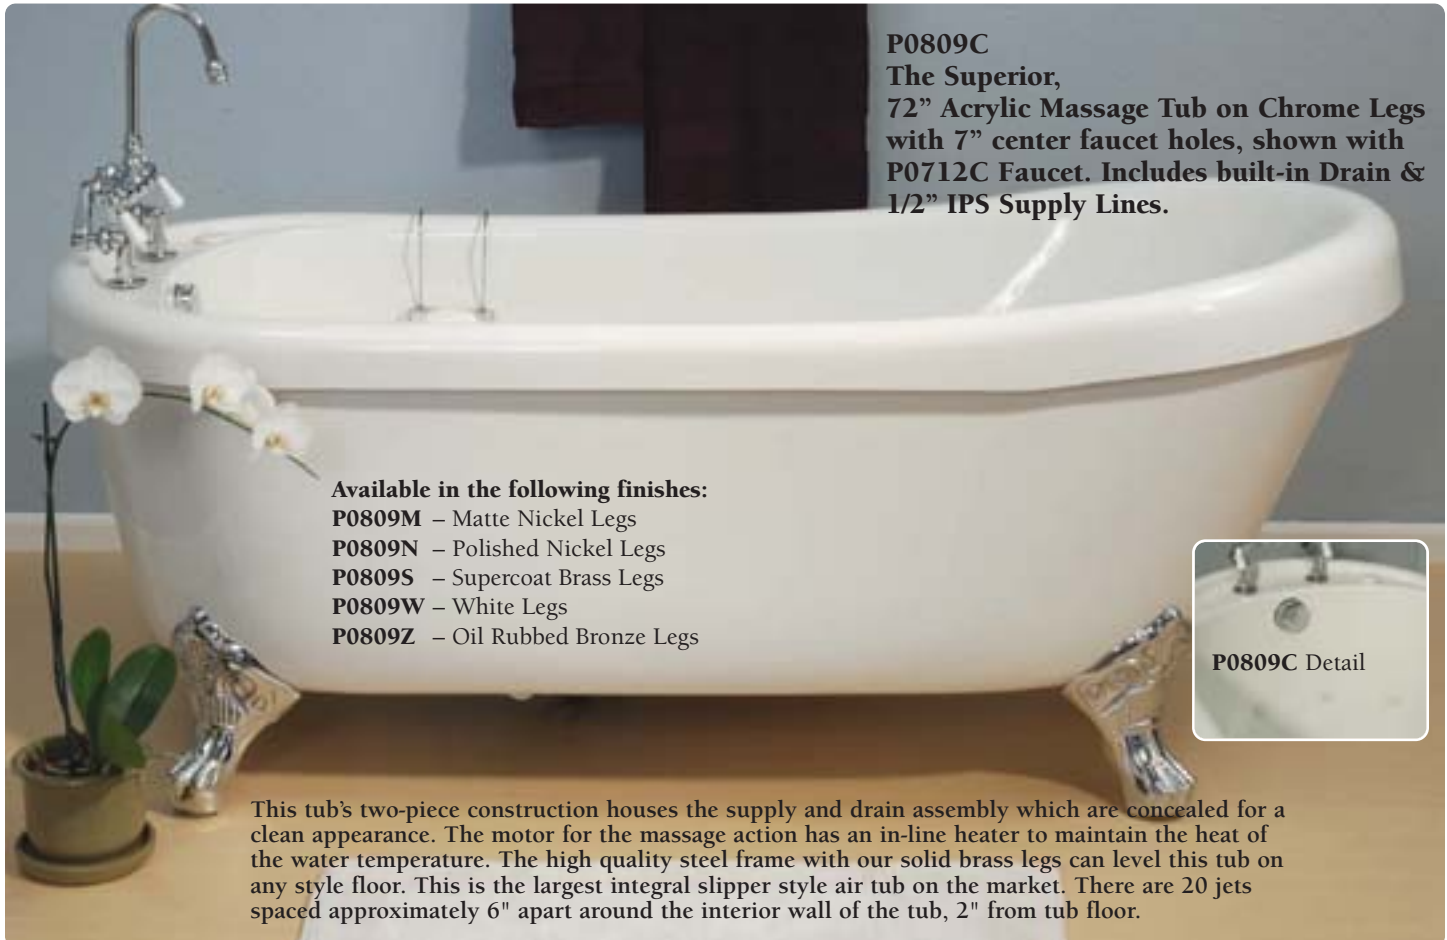 P0809C
The Superior,
72” Acrylic Massage Tub on Chrome Legs
with 7” center faucet holes, shown with
P0712C Faucet. Includes built-in Drain &
1/2” IPS Supply Lines.
Available in the following finishes:
P0809M – Matte Nickel Legs
P0809N – Polished Nickel Legs
P0809S – Supercoat Brass Legs
P0809W – White Legs
P0809Z – Oil Rubbed Bronze Legs
P0809C Detail
This tub’s two-piece construction houses the supply and drain assembly which are concealed for a
clean appearance. The motor for the massage action has an in-line heater to maintain the heat of
the water temperature. The high quality steel frame with our solid brass legs can level this tub on
any style floor. This is the largest integral slipper style air tub on the market. There are 20 jets
spaced approximately 6" apart around the interior wall of the tub, 2" from tub floor.